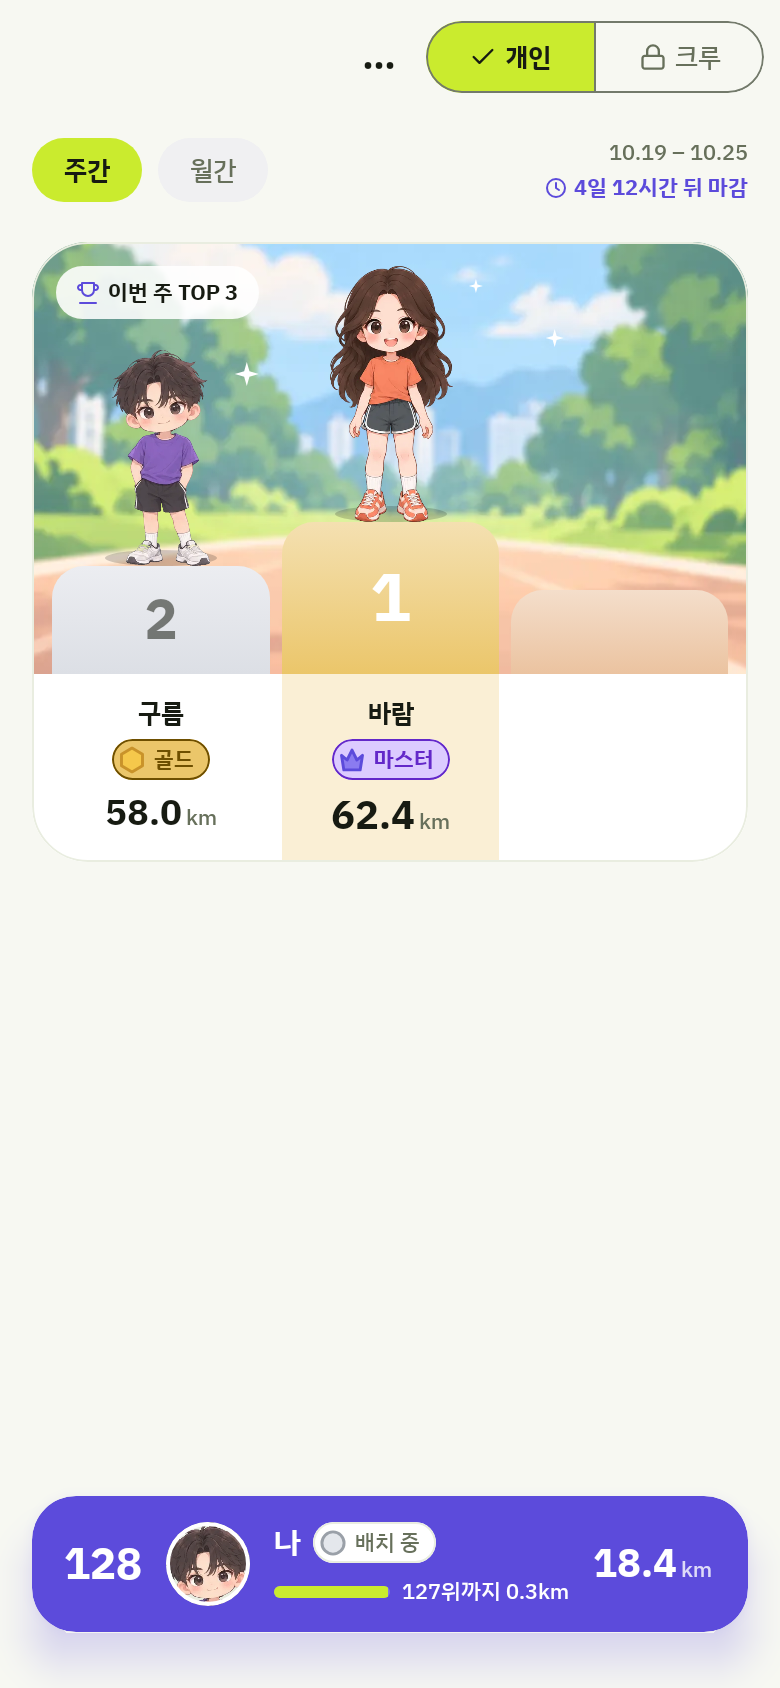 ...
개인
크루
주간
월간
10.19 – 10.25
4일 12시간 뒤 마감
이번 주 TOP 3
2
1
구름
골드
58.0 km
바람
마스터
62.4 km
128
나
배치 중
127위까지 0.3km
18.4 km